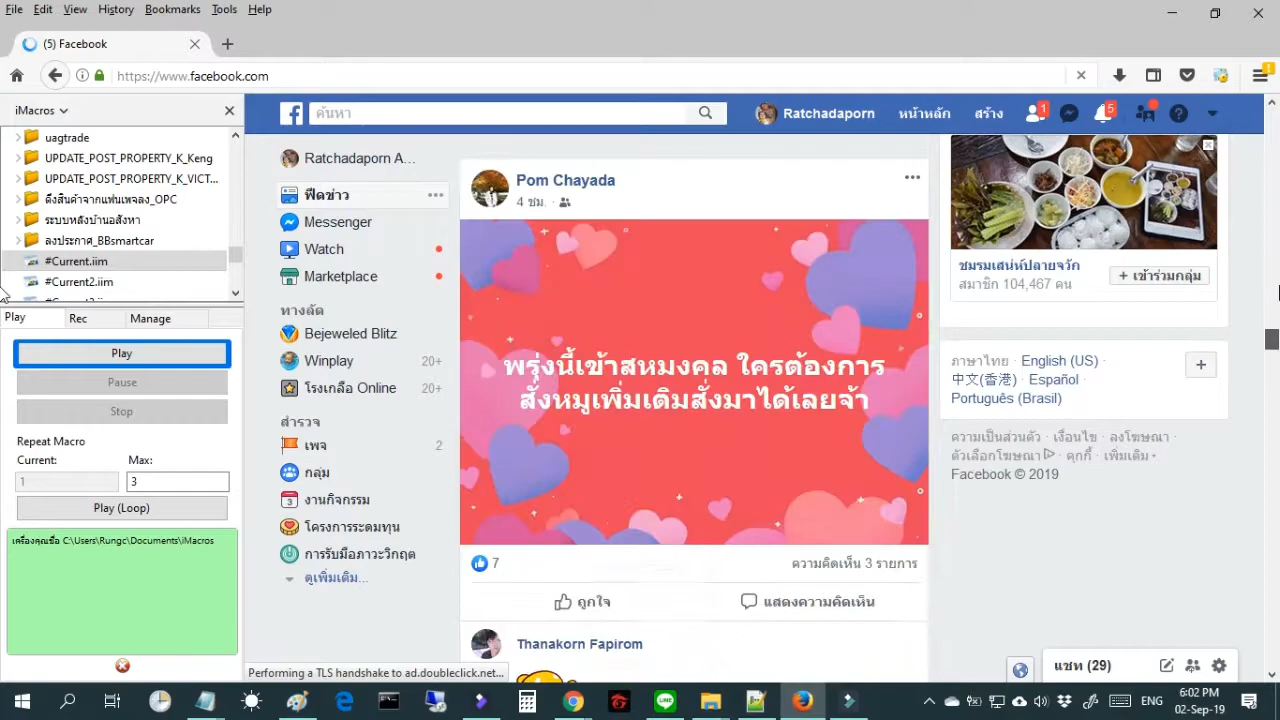 File Edit View History Bookmarks Tools Help
(5) Facebook
https://www.facebook.com
iMacros
uagtrade
UPDATE_POST_PROPERTY_K_Keng
UPDATE_POST_PROPERTY_K_VICT...
ดึงสินค้าจากแฟนเพจลง_OPC
ระบบหลังบ้านอสังหา
ลงประกาศ_BBsmartcar
#Current.iim
#Current2.iim
Play Rec Manage
Play
Pause
Stop
Repeat Macro
Current: Max:
1 3
Play (Loop)
เครื่องคุณชื่อ C:\Users\Rungc\Documents\iMacros
ค้นหา
Ratchadaporn หน้าหลัก สร้าง 1 5
Ratchadaporn A...
ฟีดข่าว
Messenger
Watch
Marketplace
ทางลัด
Bejeweled Blitz
Winplay 20+
โรงเกลือ Online 20+
สำรวจ
เพจ 2
กลุ่ม
3 งานกิจกรรม
โครงการระดมทุน
การรับมือภาวะวิกฤต
ดูเพิ่มเติม...
Pom Chayada
4 ชม. ·
พรุ่งนี้เข้าสหมงคล ใครต้องการ
สั่งหมูเพิ่มเติมสั่งมาได้เลยจ้า
7 ความคิดเห็น 3 รายการ
ถูกใจ แสดงความคิดเห็น
Thanakorn Fapirom
ชมรมเสน่ห์ปลายจวัก
สมาชิก 104,467 คน
+ เข้าร่วมกลุ่ม
ภาษาไทย · English (US) ·
中文(香港) · Español ·
Português (Brasil)
ความเป็นส่วนตัว · เงื่อนไข · ลงโฆษณา ·
ตัวเลือกโฆษณา · คุกกี้ · เพิ่มเติม
Facebook © 2019
แชท (29)
Performing a TLS handshake to ad.doubleclick.net...
ENG
6:02 PM
02-Sep-19